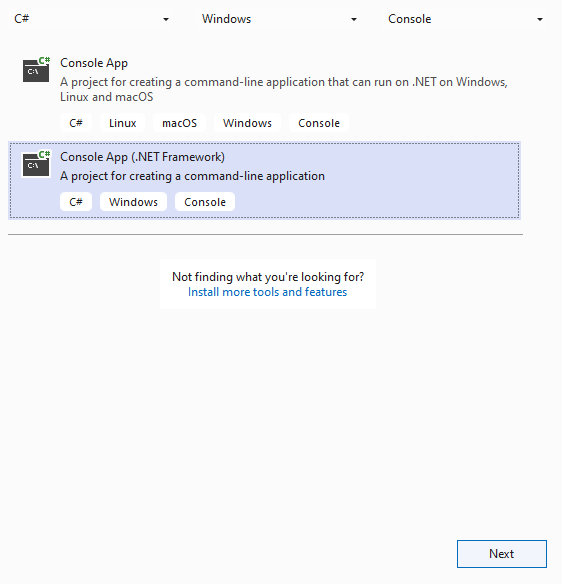 C# Windows Console
C#
C:\
Console App
A project for creating a command-line application that can run on .NET on Windows,
Linux and macOS
C# Linux macOS Windows Console
C#
C:\
Console App (.NET Framework)
A project for creating a command-line application
C# Windows Console
Not finding what you're looking for?
Install more tools and features
Next